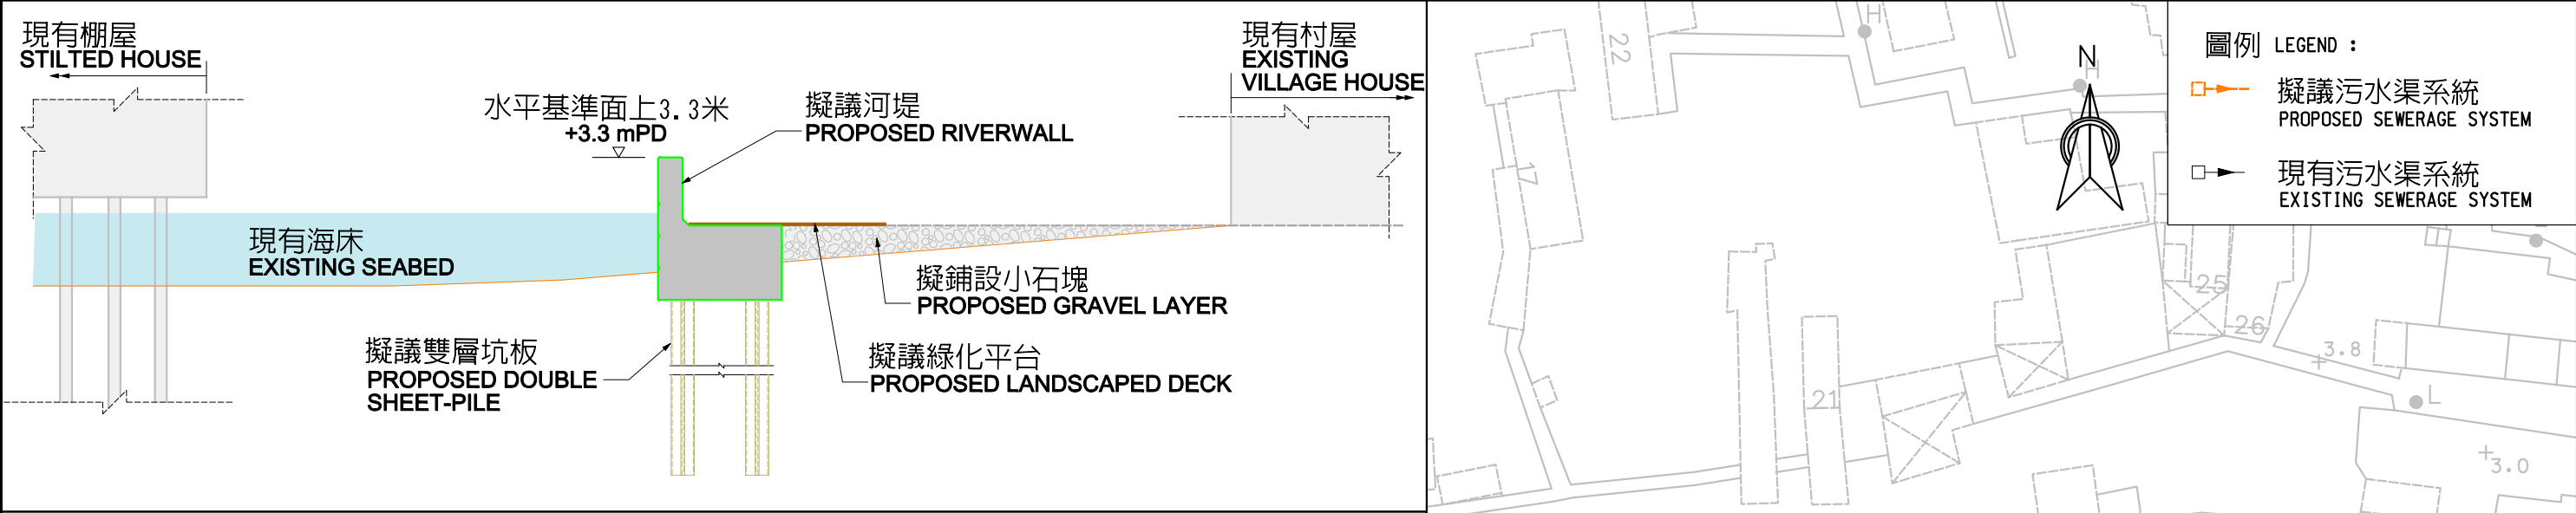 現有棚屋
STILTED HOUSE
水平基準面上3.3米
+3.3 mPD
擬議河堤
PROPOSED RIVERWALL
現有村屋
EXISTING
VILLAGE HOUSE
現有海床
EXISTING SEABED
擬鋪設小石塊
PROPOSED GRAVEL LAYER
擬議雙層坑板
PROPOSED DOUBLE
SHEET-PILE
擬議綠化平台
PROPOSED LANDSCAPED DECK
22
H
N
H
17
25
26
3.8
21
L
3.0
圖例 LEGEND :
擬議污水渠系統
PROPOSED SEWERAGE SYSTEM
現有污水渠系統
EXISTING SEWERAGE SYSTEM